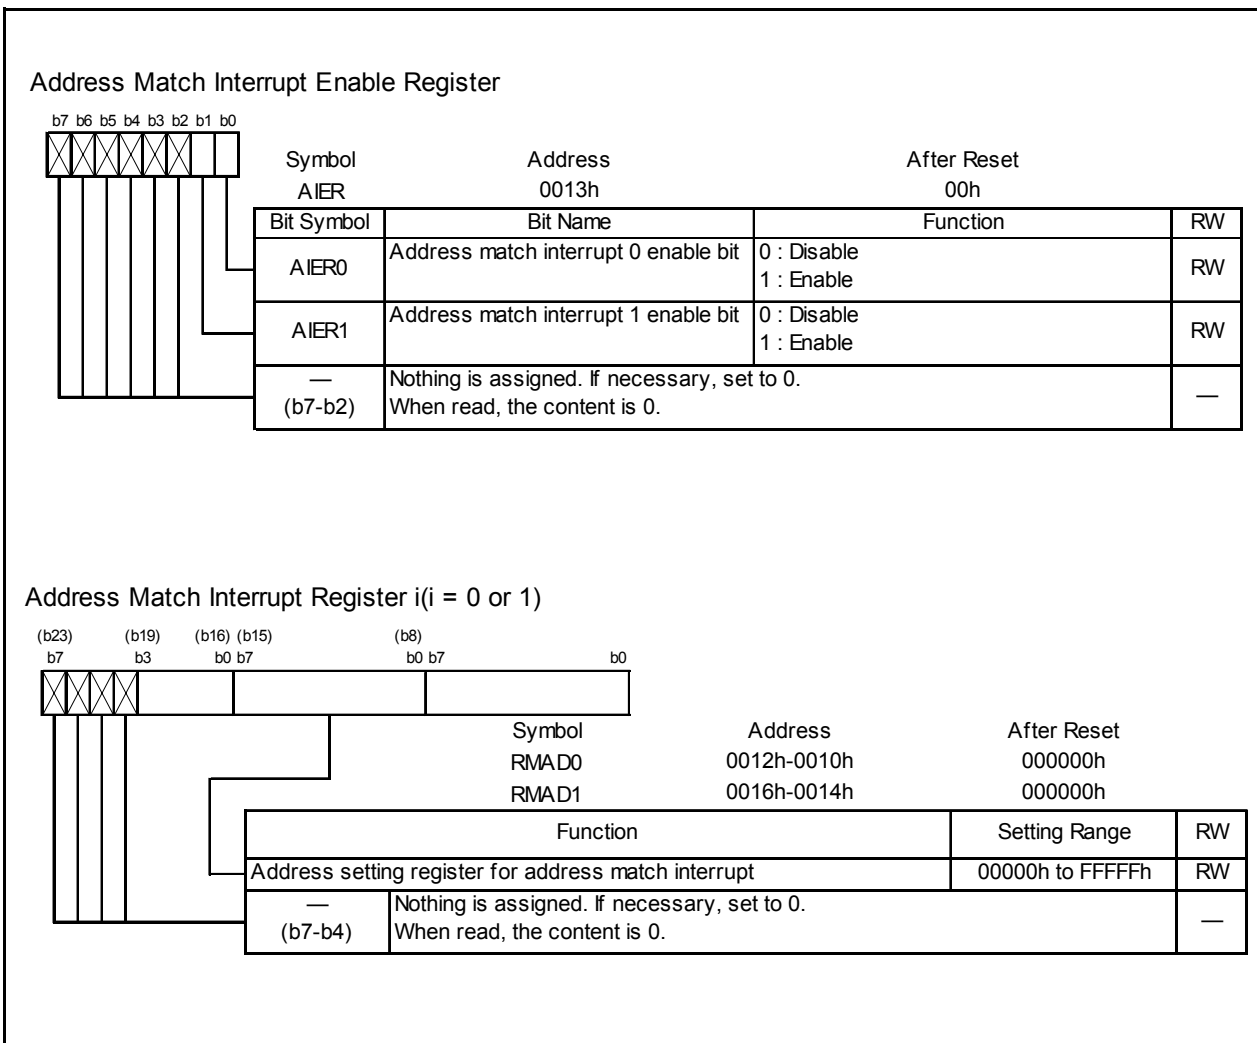 Address Match Interrupt Enable Register
b7 b6 b5 b4 b3 b2 b1 b0
Symbol Address After Reset
AIER 0013h 00h
Bit Symbol Bit Name Function RW
AIER0 Address match interrupt 0 enable bit 0 : Disable
1 : Enable RW
AIER1 Address match interrupt 1 enable bit 0 : Disable
1 : Enable RW
— Nothing is assigned. If necessary, set to 0.
(b7-b2) When read, the content is 0. —
Address Match Interrupt Register i(i = 0 or 1)
(b23) (b19) (b16) (b15) (b8)
b7 b3 b0 b7 b0 b7 b0
Symbol Address After Reset
RMAD0 0012h-0010h 000000h
RMAD1 0016h-0014h 000000h
Function Setting Range RW
Address setting register for address match interrupt 00000h to FFFFFh RW
— Nothing is assigned. If necessary, set to 0.
(b7-b4) When read, the content is 0. —